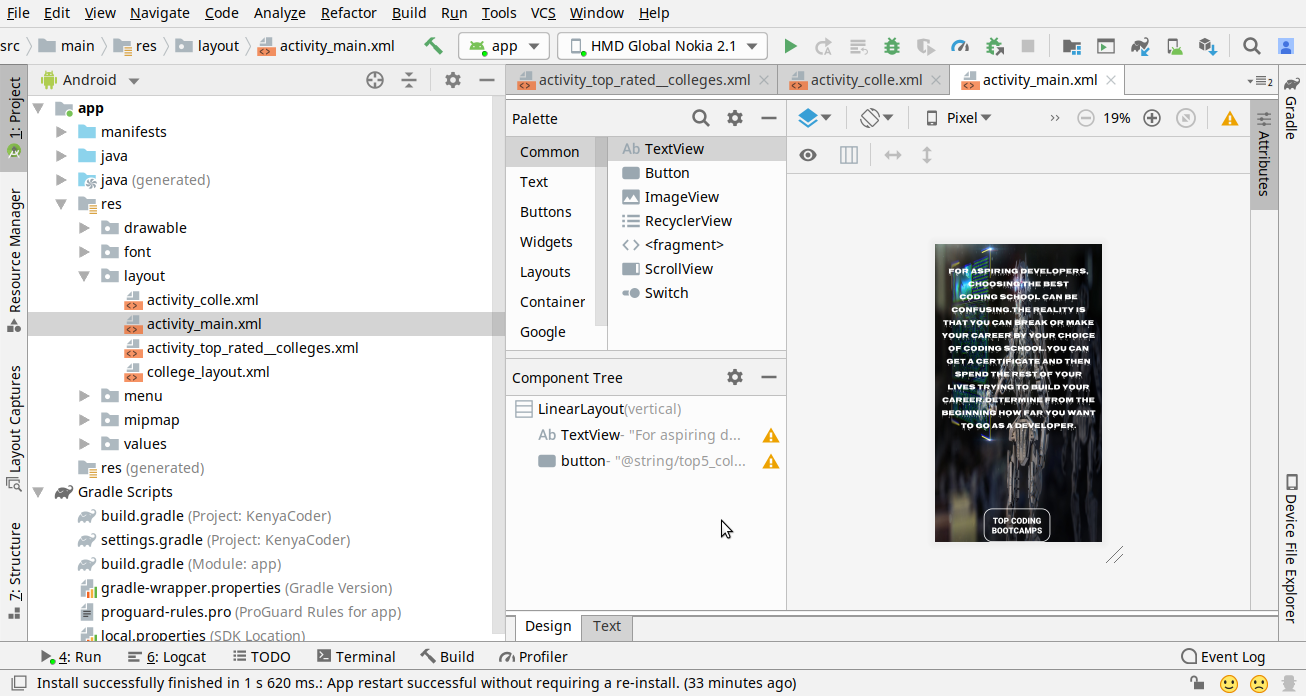 File Edit View Navigate Code Analyze Refactor Build Run Tools VCS Window Help
src main res layout activity_main.xml app HMD Global Nokia 2.1
1: Project
Resource Manager
Layout Captures
Z: Structure
Android
app
manifests
java
java (generated)
res
drawable
font
layout
activity_colle.xml
activity_main.xml
activity_top_rated__colleges.xml
college_layout.xml
menu
mipmap
values
res (generated)
Gradle Scripts
build.gradle (Project: KenyaCoder)
settings.gradle (Project: KenyaCoder)
build.gradle (Module: app)
gradle-wrapper.properties (Gradle Version)
proguard-rules.pro (ProGuard Rules for app)
local.properties (SDK Location)
activity_top_rated__colleges.xml activity_colle.xml activity_main.xml 2
Palette
Common
Text
Buttons
Widgets
Layouts
Container
Google
Ab TextView
Button
ImageView
RecyclerView
<fragment>
ScrollView
Switch
Component Tree
LinearLayout(vertical)
Ab TextView- "For aspiring d...
button- "@string/top5_col...
Pixel 19%
FOR ASPIRING DEVELOPERS,
CHOOSING THE BEST
CODING SCHOOL CAN BE
CONFUSING.THE REALITY IS
THAT YOU CAN BREAK OR MAKE
YOUR CAREER BY YOUR CHOICE
OF CODING SCHOOL.YOU CAN
GET A CERTIFICATE AND THEN
SPEND THE REST OF YOUR
LIVES TRYING TO BUILD YOUR
CAREER.DETERMINE FROM THE
BEGINNING HOW FAR YOU WANT
TO GO AS A DEVELOPER.
TOP CODING
BOOTCAMPS
Attributes
Gradle
Device File Explorer
Design Text
4: Run 6: Logcat TODO Terminal Build Profiler Event Log
Install successfully finished in 1 s 620 ms.: App restart successful without requiring a re-install. (33 minutes ago)